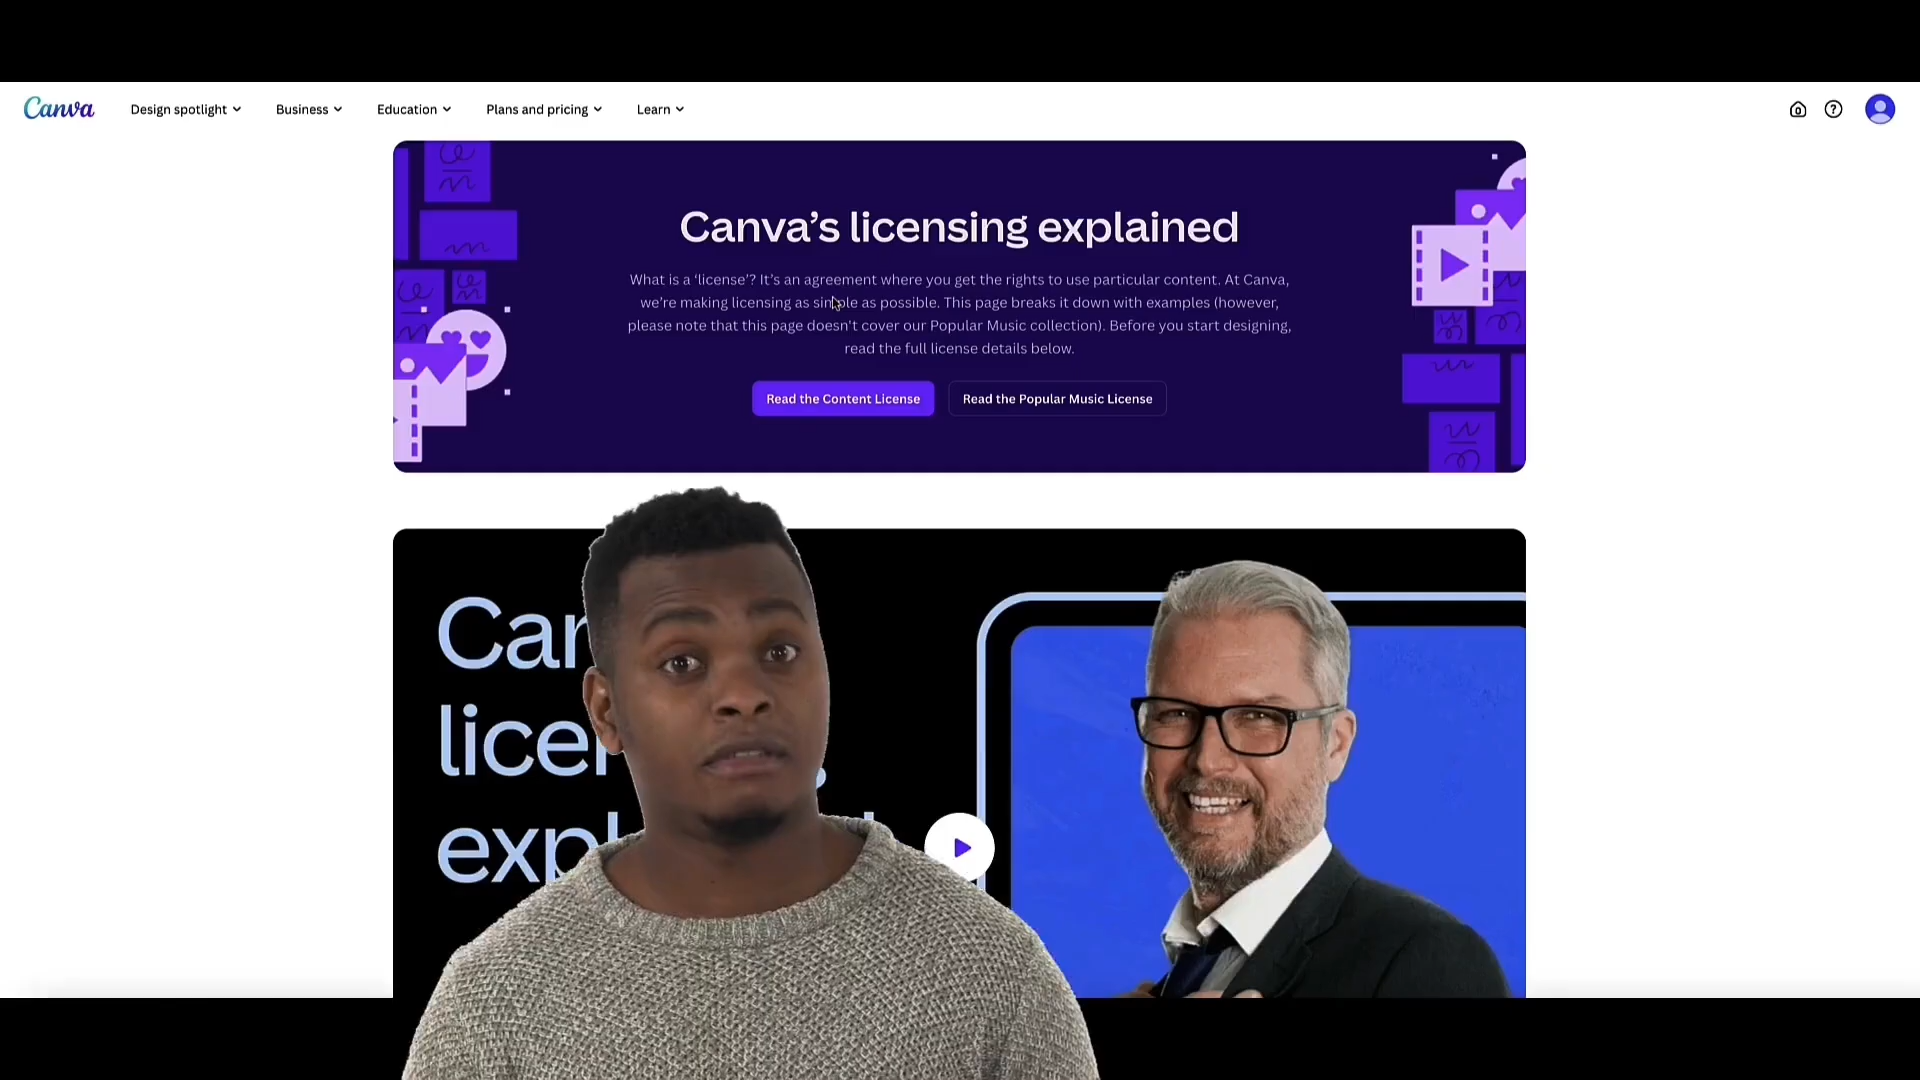 Canva
Design spotlight
Business
Education
Plans and pricing
Learn
?
Canva’s licensing explained
What is a ‘license’? It’s an agreement where you get the rights to use particular content. At Canva,
we’re making licensing as simple as possible. This page breaks it down with examples (however,
please note that this page doesn't cover our Popular Music collection). Before you start designing,
read the full license details below.
Read the Content License
Read the Popular Music License